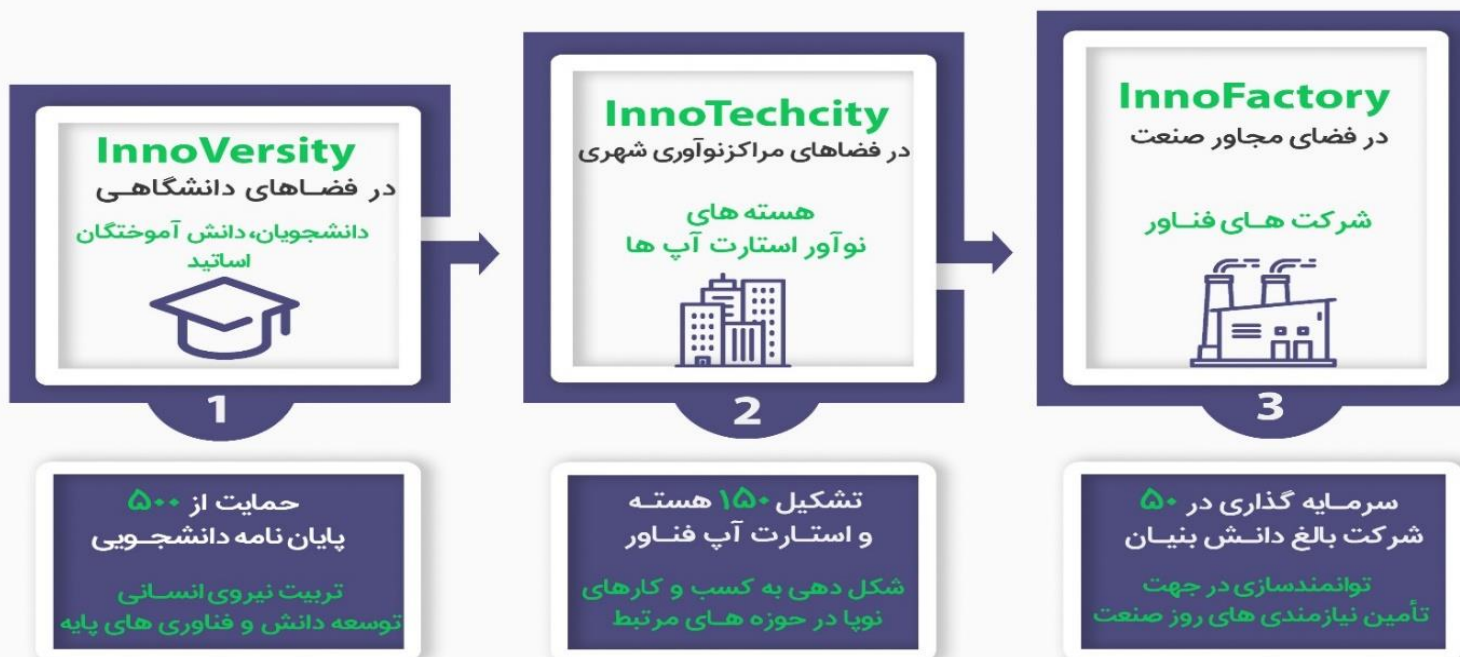 InnoVersity
در فضاهای دانشگاهی
دانشجویان، دانش آموختگان
اساتید
1
حمایت از ۵۰۰
پایان نامه دانشجویی
تربیت نیروی انسانی
توسعه دانش و فناوری های پایه
InnoTechcity
در فضاهای مراکزنوآوری شهری
هسته های
نوآور استارت آپ ها
2
تشکیل ۱۵۰ هسته
و استارت آپ فناور
شکل دهی به کسب و کارهای
نوپا در حوزه های مرتبط
InnoFactory
در فضای مجاور صنعت
شرکت های فناور
3
سرمایه گذاری در ۵۰
شرکت بالغ دانش بنیان
توانمندسازی در جهت
تأمین نیازمندی های روز صنعت